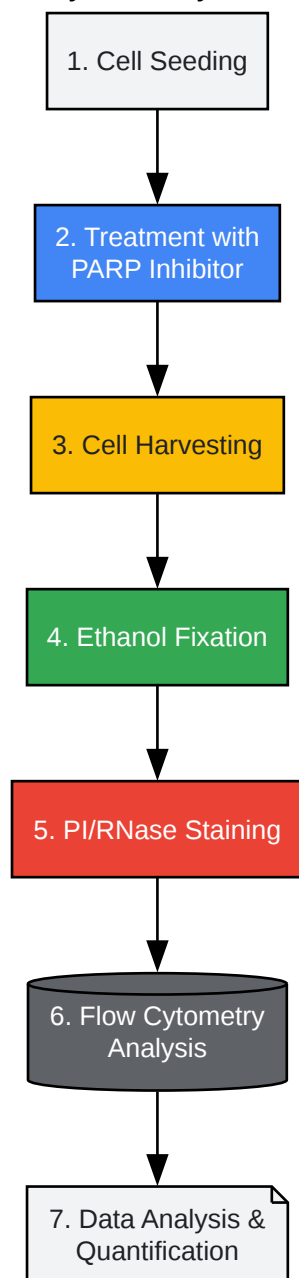 1. Cell Seeding
2. Treatment with
PARP Inhibitor
3. Cell Harvesting
4. Ethanol Fixation
5. PI/RNase Staining
6. Flow Cytometry
Analysis
7. Data Analysis &
Quantification